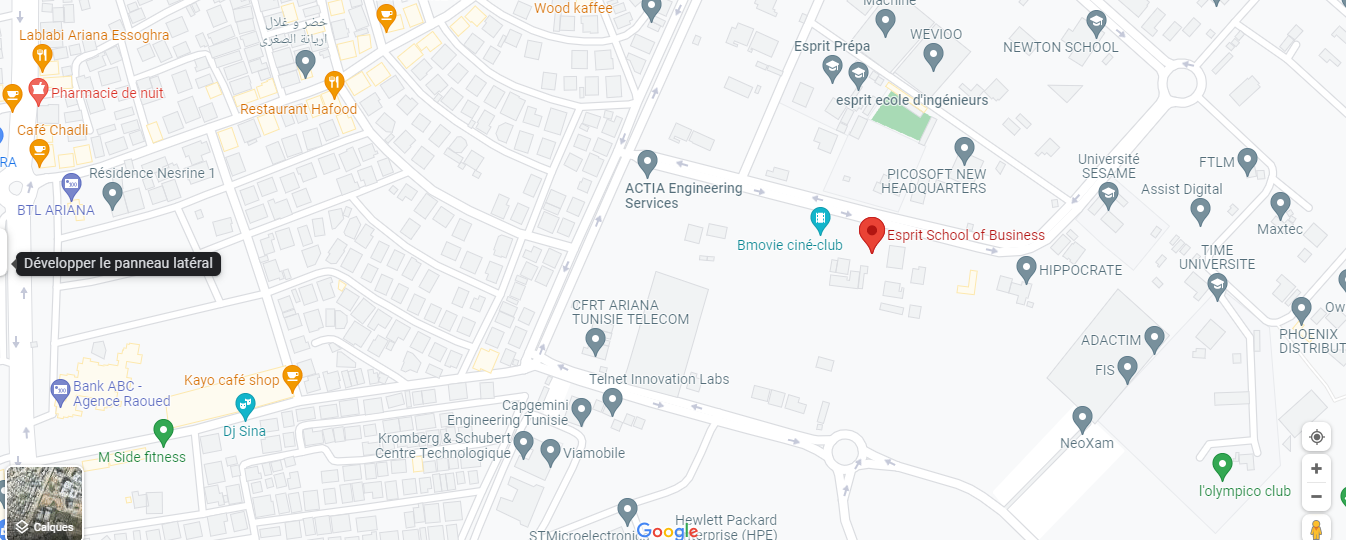 Wood kaffee
Machine
Lablabi Ariana Essoghra
خضر و غلال
اريانة الصغرى
WEVIOO
NEWTON SCHOOL
Esprit Prépa
Pharmacie de nuit
Restaurant Hafood
esprit ecole d'ingénieurs
Café Chadli
RA
Résidence Nesrine 1
BTL ARIANA
ACTIA Engineering
Services
PICOSOFT NEW
HEADQUARTERS
Université
SESAME
FTLM
Assist Digital
Maxtec
Bmovie ciné-club
Esprit School of Business
Développer le panneau latéral
HIPPOCRATE
TIME
UNIVERSITE
CFRT ARIANA
TUNISIE TELECOM
Ow
PHOENIX
DISTRIBUT
ADACTIM
FIS
Kayo café shop
Bank ABC -
Agence Raoued
Telnet Innovation Labs
Capgemini
Engineering Tunisie
Dj Sina
Kromberg & Schubert
Centre Technologique
Viamobile
NeoXam
M Side fitness
l'olympico club
STMicroelectroni
Hewlett Packard
erprise (HPE)
Google
Calques